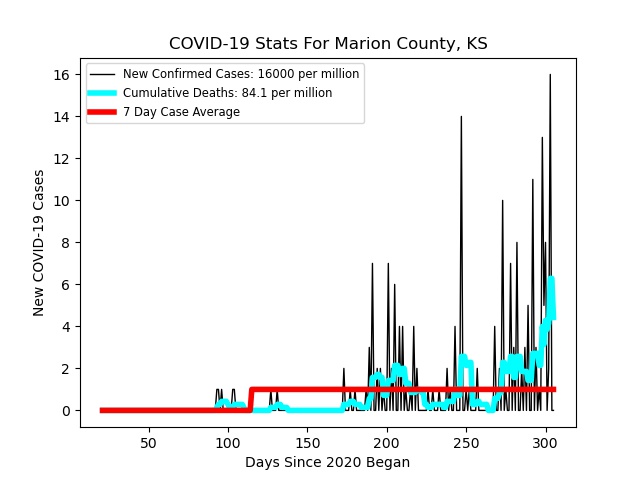 COVID-19 Stats For Marion County, KS
New Confirmed Cases: 16000 per million
Cumulative Deaths: 84.1 per million
7 Day Case Average
16
14
12
10
8
6
4
2
0
New COVID-19 Cases
50 100 150 200 250 300
Days Since 2020 Began